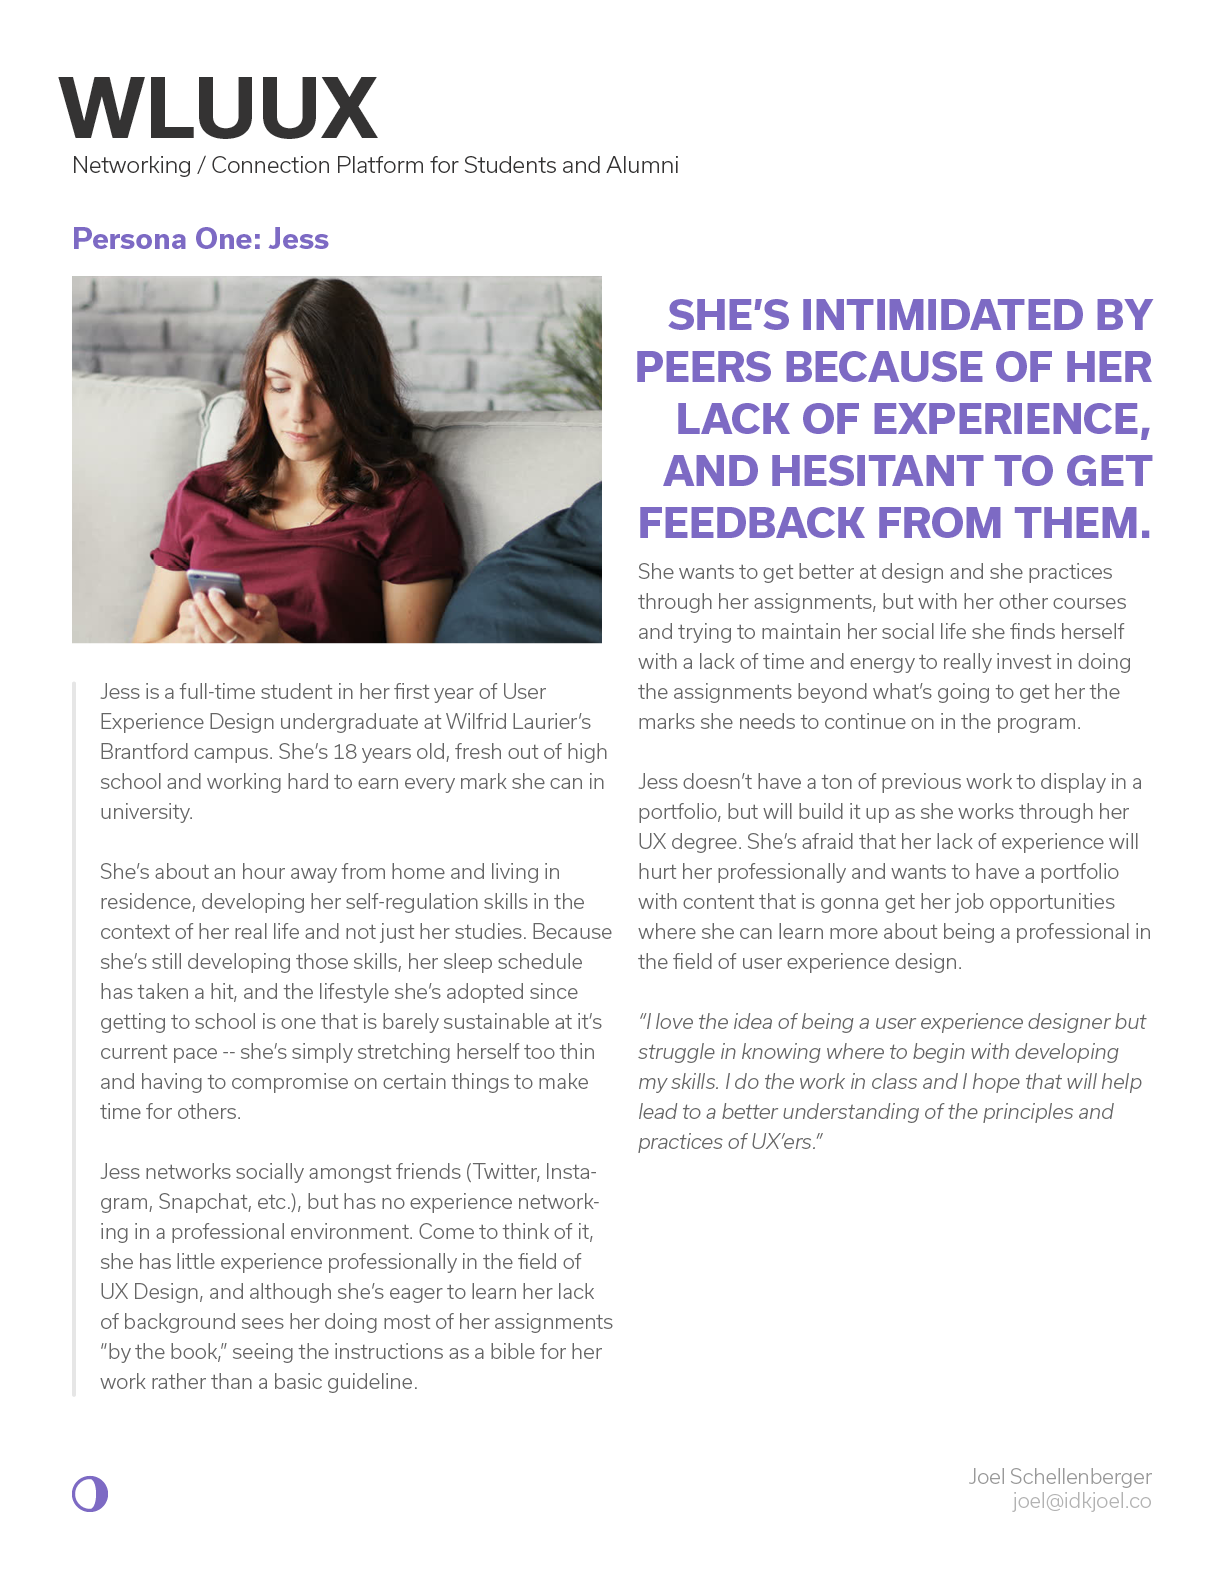 WLUUX
Networking / Connection Platform for Students and Alumni
Persona One: Jess
Jess is a full-time student in her first year of User
Experience Design undergraduate at Wilfrid Laurier’s
Brantford campus. She’s 18 years old, fresh out of high
school and working hard to earn every mark she can in
university.
She’s about an hour away from home and living in
residence, developing her self-regulation skills in the
context of her real life and not just her studies. Because
she’s still developing those skills, her sleep schedule
has taken a hit, and the lifestyle she’s adopted since
getting to school is one that is barely sustainable at it’s
current pace -- she’s simply stretching herself too thin
and having to compromise on certain things to make
time for others.
Jess networks socially amongst friends (Twitter, Insta-
gram, Snapchat, etc.), but has no experience network-
ing in a professional environment. Come to think of it,
she has little experience professionally in the field of
UX Design, and although she’s eager to learn her lack
of background sees her doing most of her assignments
“by the book,” seeing the instructions as a bible for her
work rather than a basic guideline.
SHE’S INTIMIDATED BY
PEERS BECAUSE OF HER
LACK OF EXPERIENCE,
AND HESITANT TO GET
FEEDBACK FROM THEM.
She wants to get better at design and she practices
through her assignments, but with her other courses
and trying to maintain her social life she finds herself
with a lack of time and energy to really invest in doing
the assignments beyond what’s going to get her the
marks she needs to continue on in the program.
Jess doesn’t have a ton of previous work to display in a
portfolio, but will build it up as she works through her
UX degree. She’s afraid that her lack of experience will
hurt her professionally and wants to have a portfolio
with content that is gonna get her job opportunities
where she can learn more about being a professional in
the field of user experience design.
“I love the idea of being a user experience designer but
struggle in knowing where to begin with developing
my skills. I do the work in class and I hope that will help
lead to a better understanding of the principles and
practices of UX’ers.”
Joel Schellenberger
joel@idkjoel.co